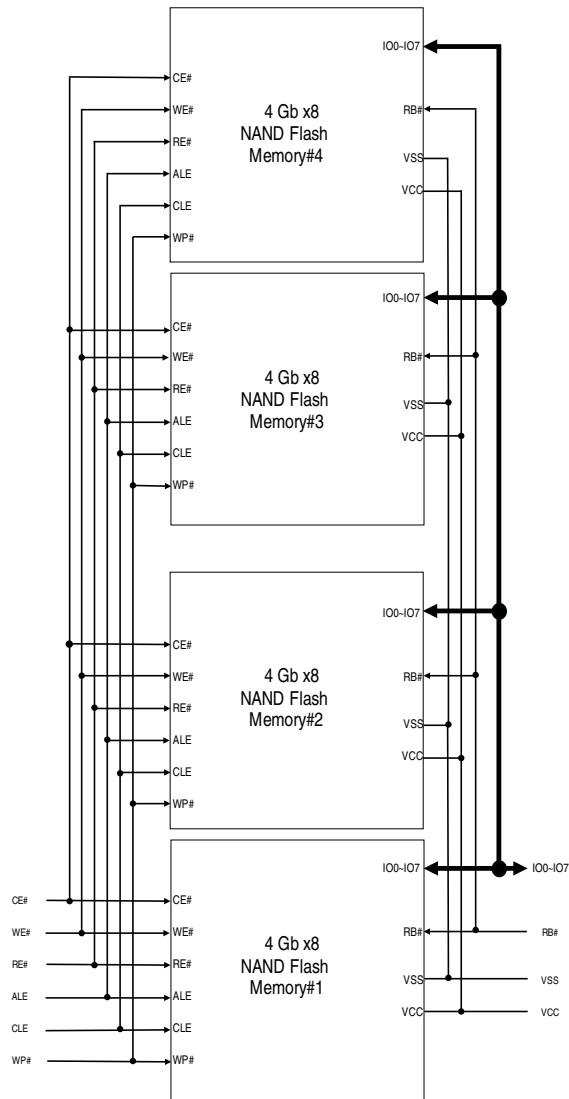 IO0~IO7
CE#
WE#
4 Gb x8
RB#
NAND Flash
RE#
Memory#4
VSS
ALE
VCC
CLE
WP#
IO0~IO7
CE#
WE#
RB#
4 Gb x8
RE#
NAND Flash
VSS
Memory#3
ALE
VCC
CLE
WP#
IO0~IO7
CE#
WE#
4 Gb x8
RB#
NAND Flash
RE#
Memory#2
VSS
ALE
VCC
CLE
WP#
IO0~IO7
IO0~IO7
CE#
CE#
WE#
WE#
4 Gb x8
RB#
RB#
RE#
RE#
NAND Flash
VSS
VSS
Memory#1
ALE
ALE
VCC
VCC
CLE
CLE
WP#
WP#